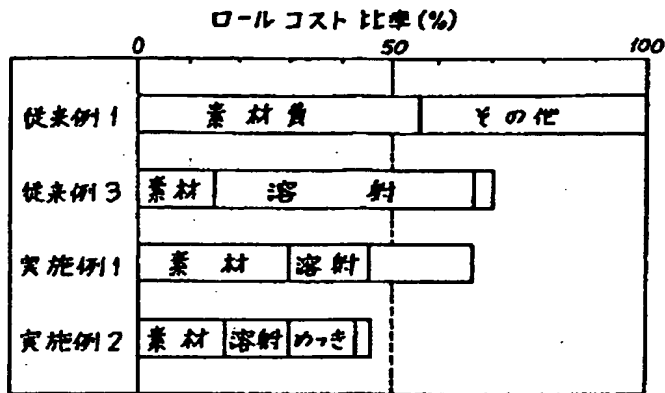 ロールコスト比率(%)
0 50 100
従来例1 素材費 その他
従来例3 素材 溶射
実施例1 素材 溶射
実施例2 素材 溶射 めっき